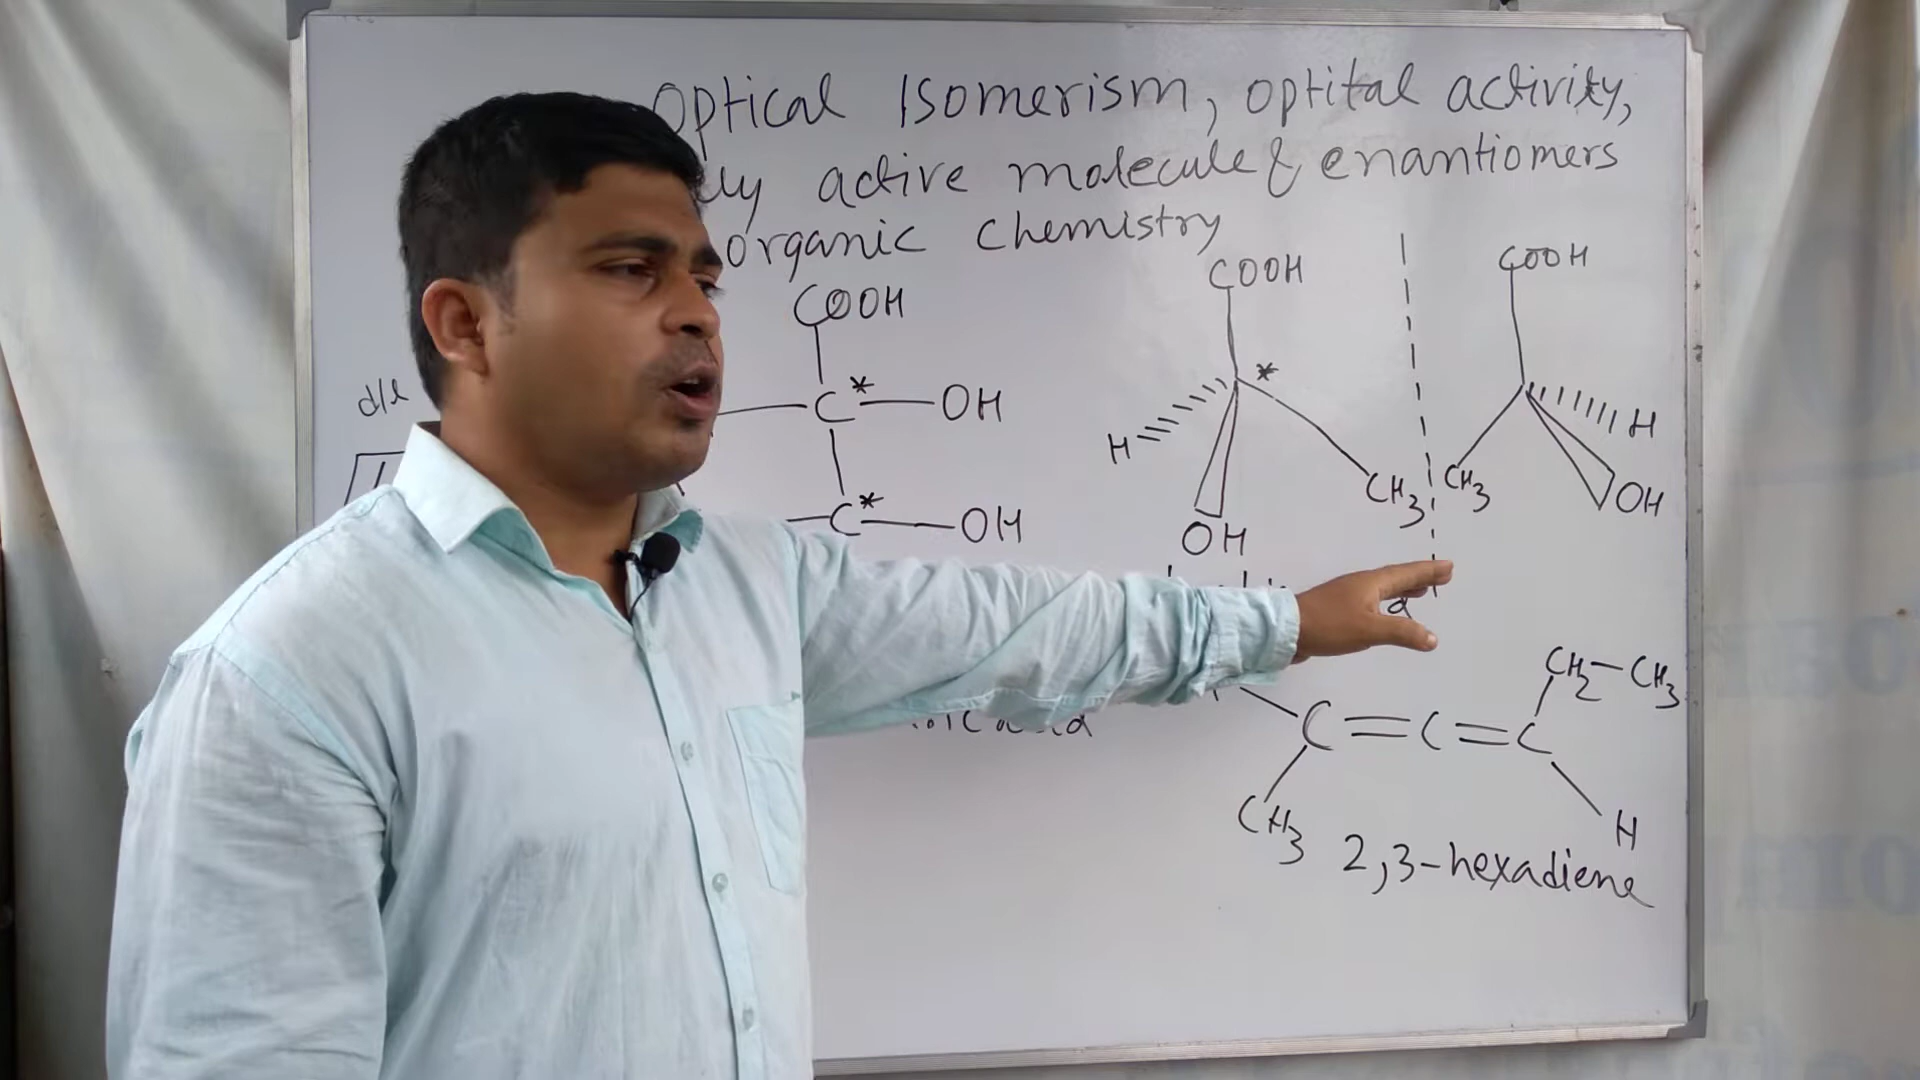 Optical Isomerism, optital activity,
active molecule & enantiomers
organic chemistry
COOH
COOH
COOH
d/l
C* OH
*
H
H
CH3
CH3
OH
C* OH
OH
CH2-CH3
C=C=C
CH3
H
2,3-hexadiene